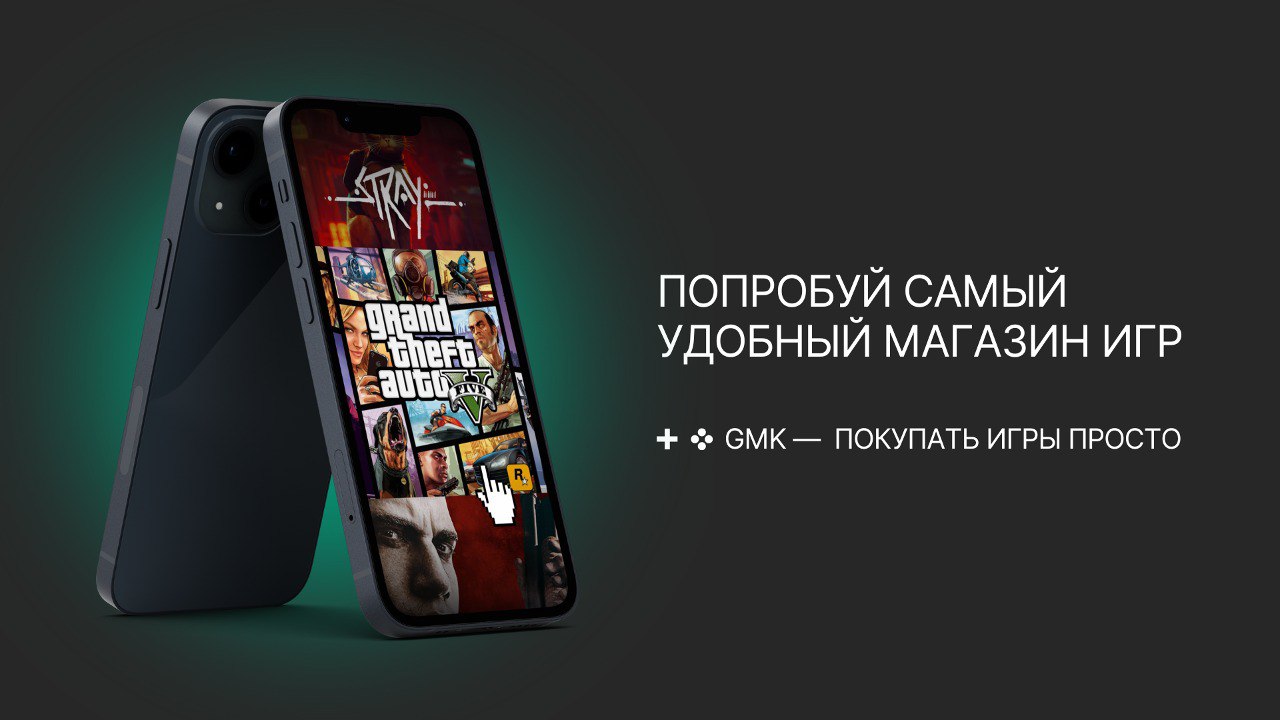 STRAY
grand
theft
auto V
FIVE
R
ПОПРОБУЙ САМЫЙ
УДОБНЫЙ МАГАЗИН ИГР
GMK — ПОКУПАТЬ ИГРЫ ПРОСТО